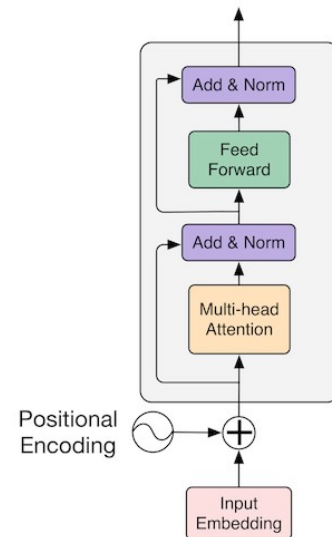 Add & Norm
Feed
Forward
Add & Norm
Multi-head
Attention
Positional
Encoding
Input
Embedding